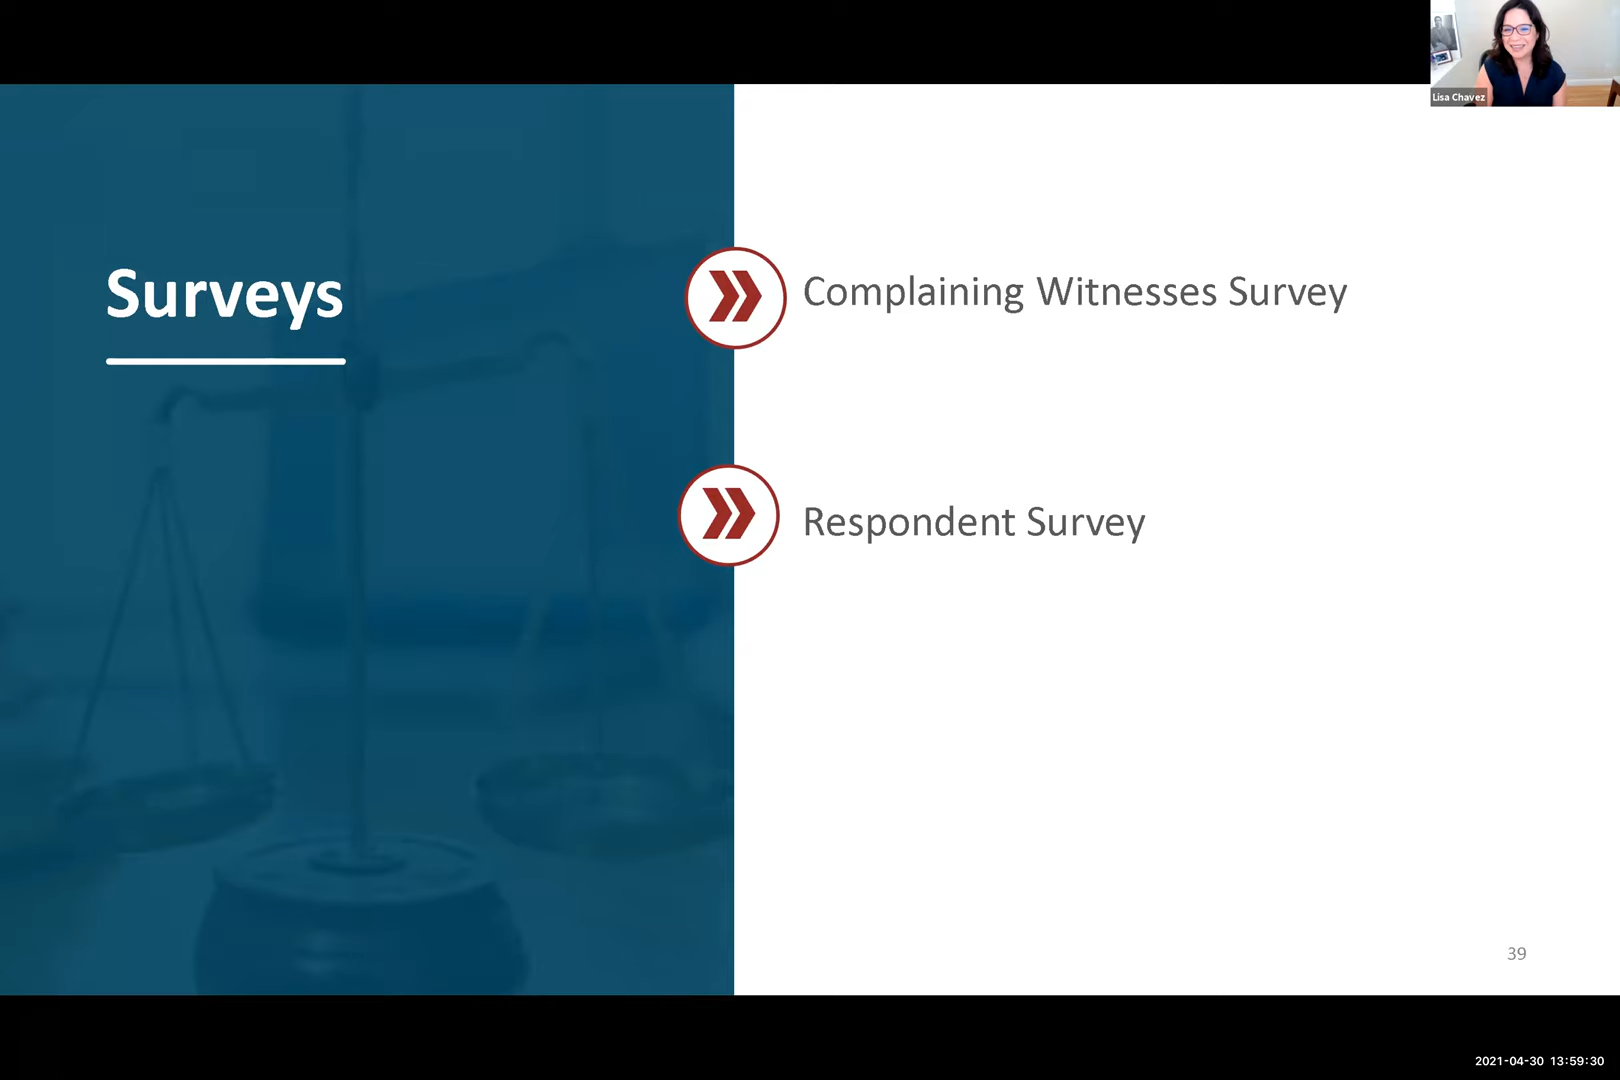 Lisa Chavez
Surveys
Complaining Witnesses Survey
Respondent Survey
39
2021-04-30 13:59:30